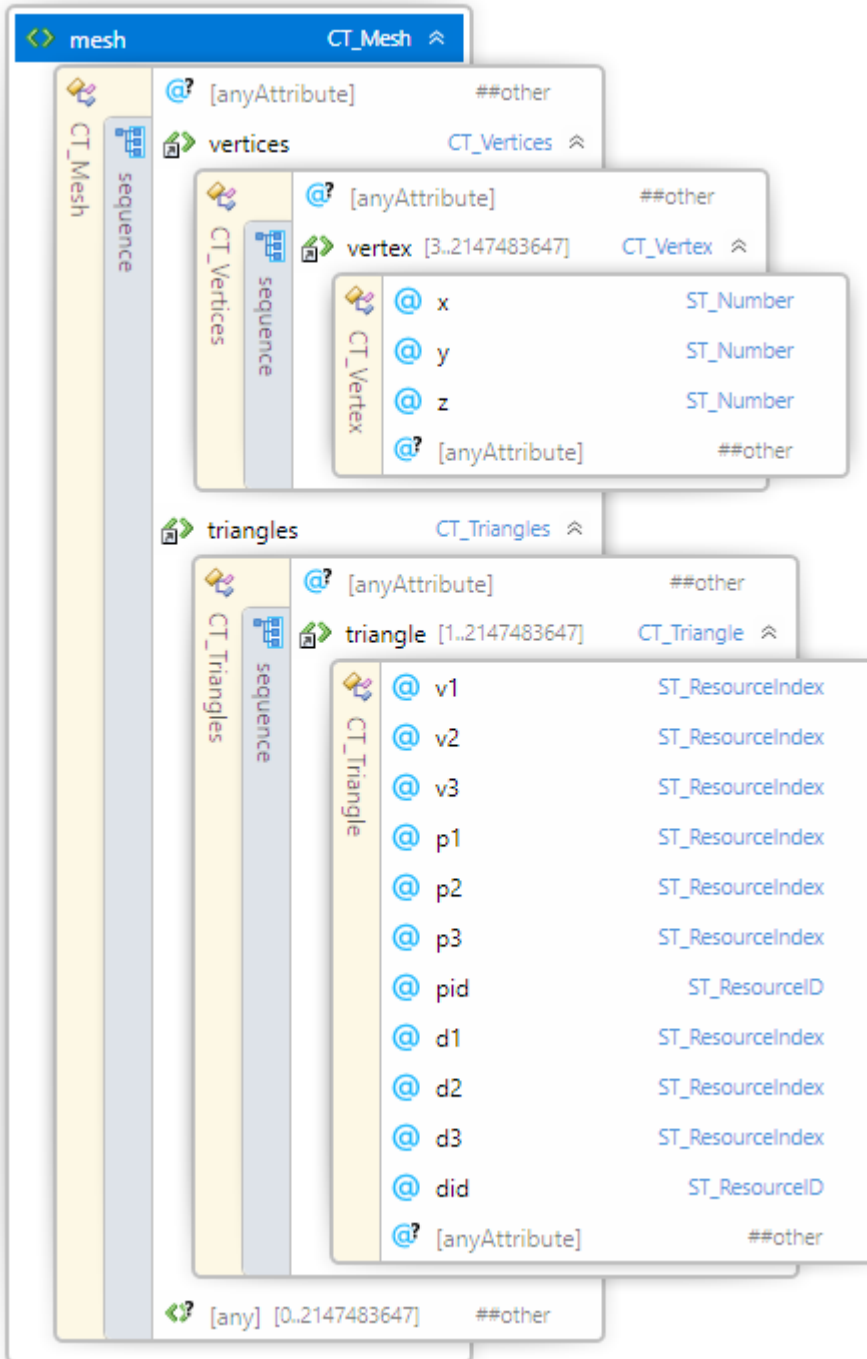 mesh CT_Mesh
CT_Mesh
sequence
[anyAttribute] ##other
vertices CT_Vertices
CT_Vertices
sequence
[anyAttribute] ##other
vertex [3..2147483647] CT_Vertex
CT_Vertex
x ST_Number
y ST_Number
z ST_Number
[anyAttribute] ##other
triangles CT_Triangles
CT_Triangles
sequence
[anyAttribute] ##other
triangle [1..2147483647] CT_Triangle
CT_Triangle
v1 ST_ResourceIndex
v2 ST_ResourceIndex
v3 ST_ResourceIndex
p1 ST_ResourceIndex
p2 ST_ResourceIndex
p3 ST_ResourceIndex
pid ST_ResourceID
d1 ST_ResourceIndex
d2 ST_ResourceIndex
d3 ST_ResourceIndex
did ST_ResourceID
[anyAttribute] ##other
[any] [0..2147483647] ##other